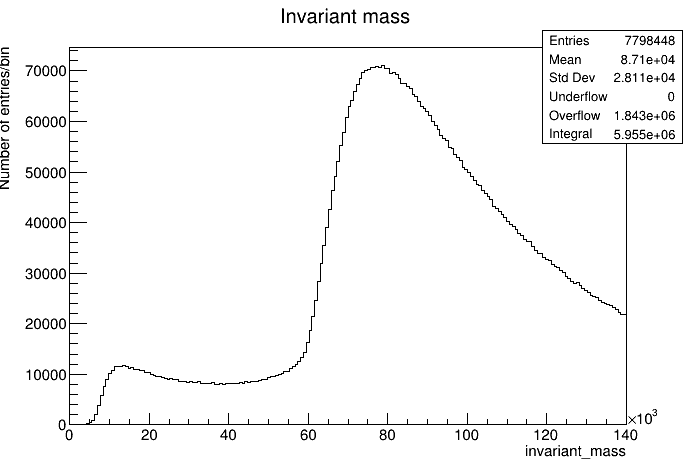 Invariant mass
Entries 7798448
Mean 8.71e+04
Std Dev 2.811e+04
Underflow 0
Overflow 1.843e+06
Integral 5.955e+06
Number of entries/bin
70000
60000
50000
40000
30000
20000
10000
0
0 20 40 60 80 100 120 140
×10³
invariant_mass